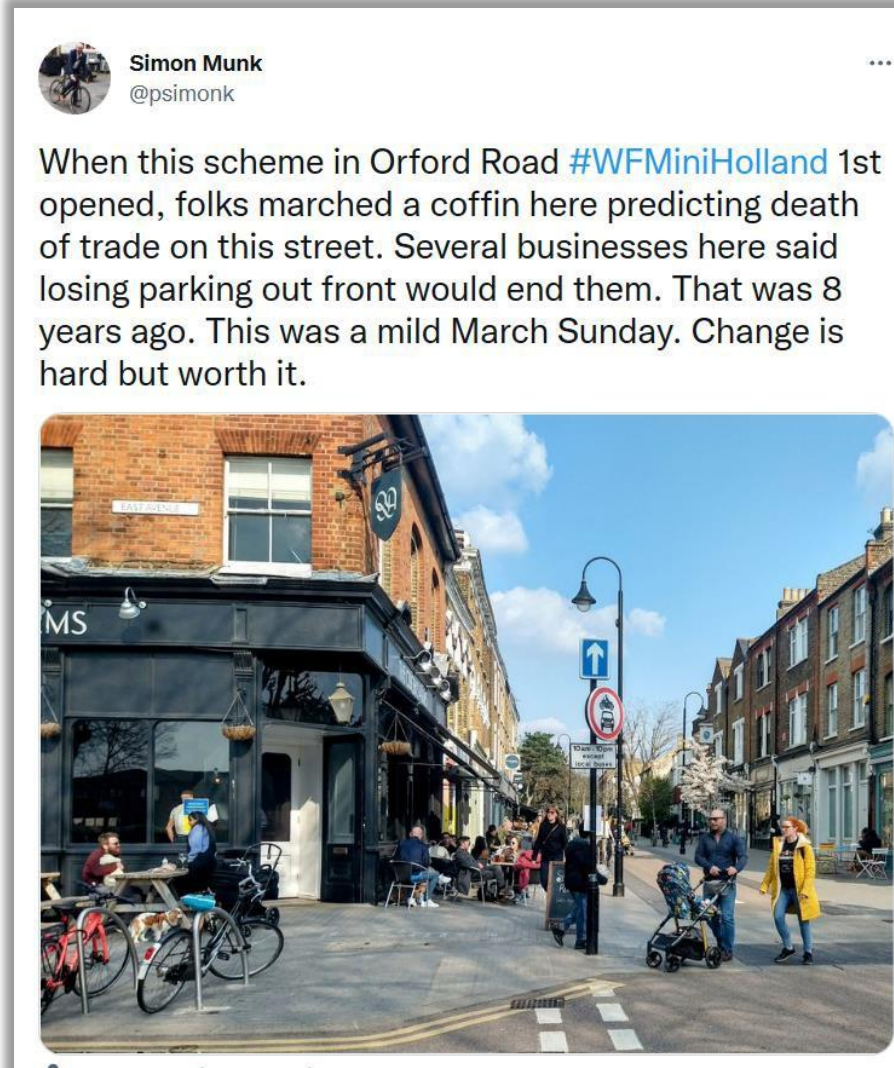 Simon Munk
@psimonk
When this scheme in Orford Road #WFMiniHolland 1st
opened, folks marched a coffin here predicting death
of trade on this street. Several businesses here said
losing parking out front would end them. That was 8
years ago. This was a mild March Sunday. Change is
hard but worth it.
EAST AVENUE
MS
10am-10pm
except
local buses